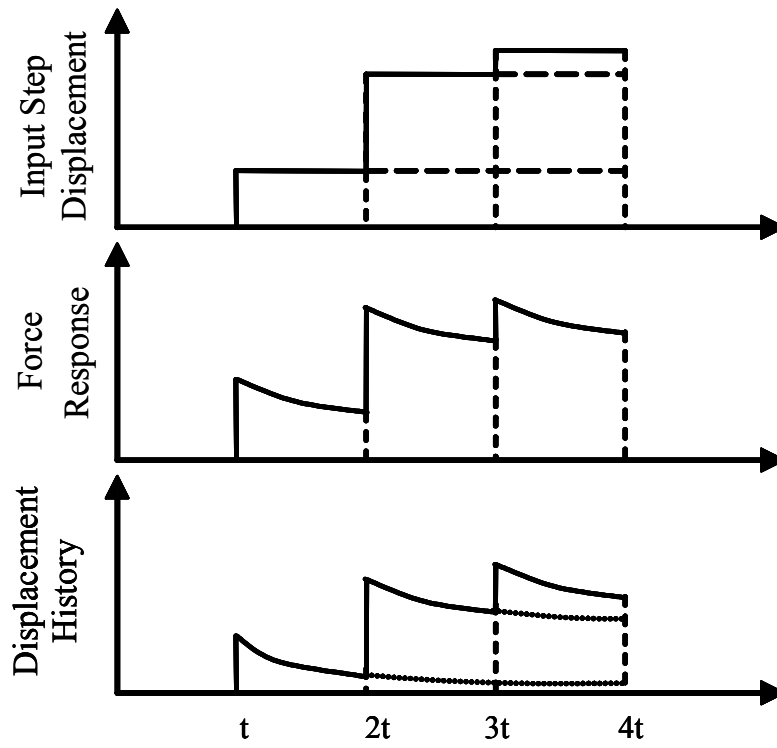 Input Step
Displacement
Force
Response
Displacement
History
t
2t
3t
4t